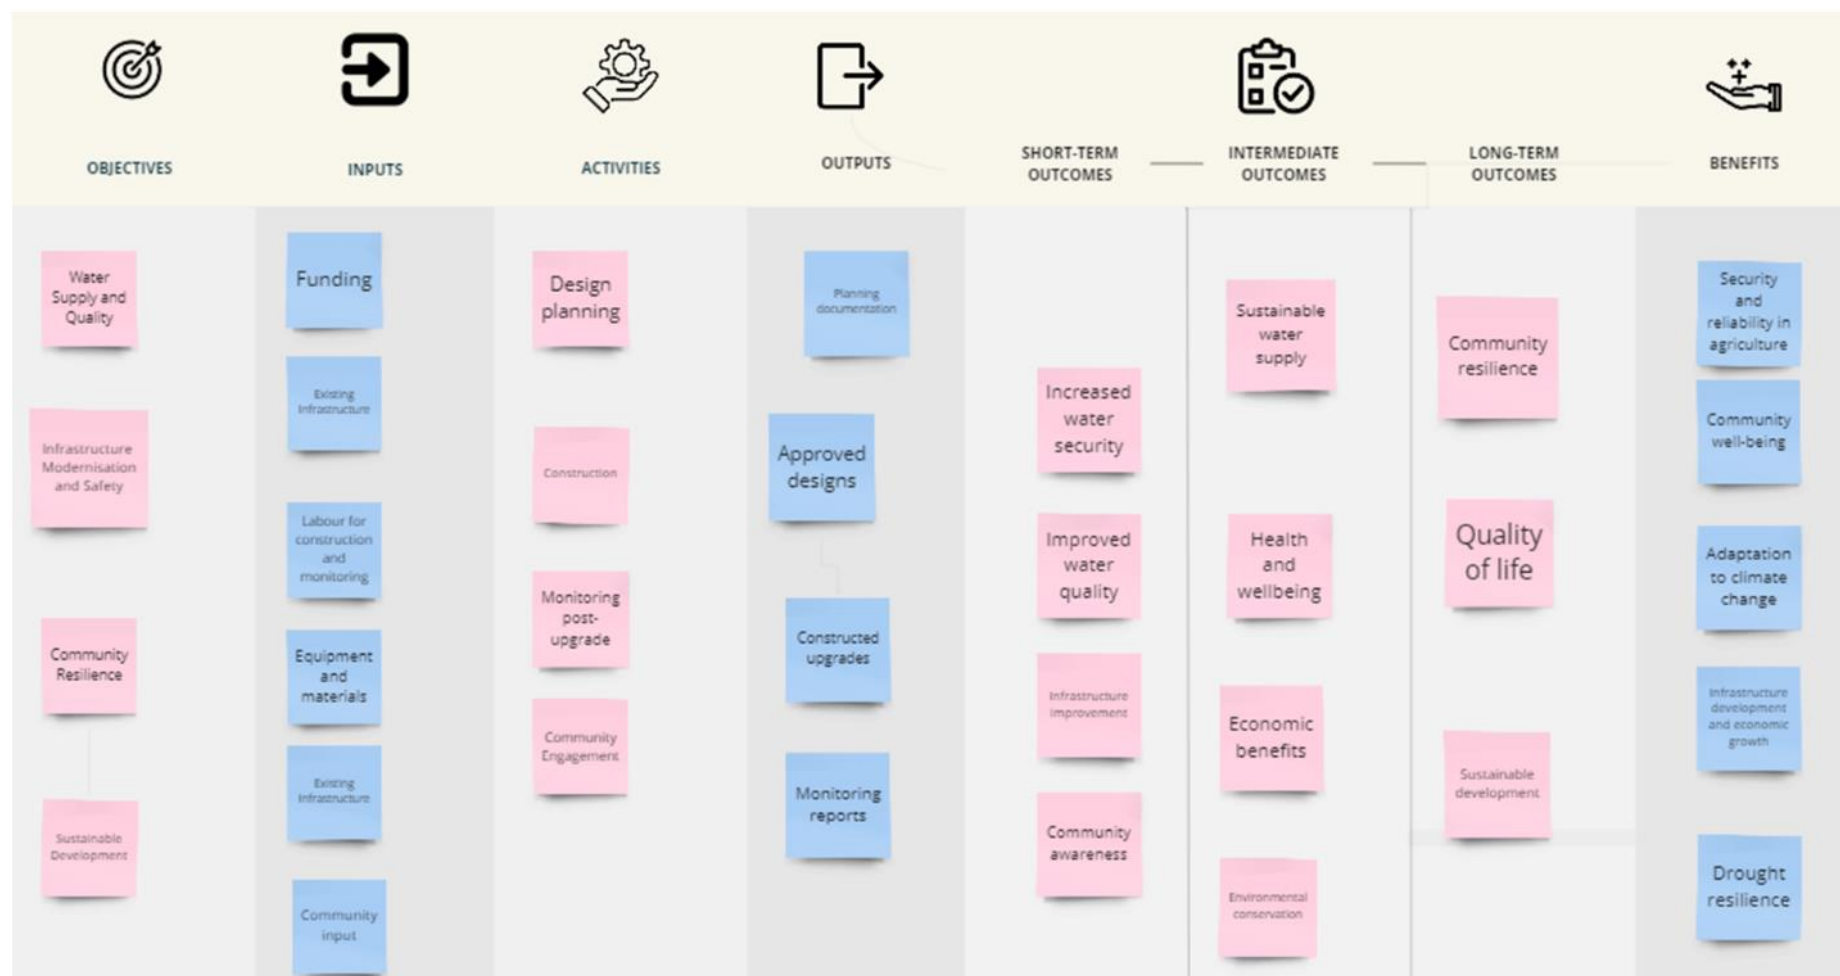 OBJECTIVES
INPUTS
ACTIVITIES
OUTPUTS
SHORT-TERM
OUTCOMES
INTERMEDIATE
OUTCOMES
LONG-TERM
OUTCOMES
BENEFITS
Water
Supply and
Quality
Infrastructure
Modernisation
and Safety
Community
Resilience
Sustainable
Development
Funding
Existing
Infrastructure
Labour for
construction
and
monitoring
Equipment
and
materials
Existing
Infrastructure
Community
input
Design
planning
Construction
Monitoring
post-
upgrade
Community
Engagement
Planning
documentation
Approved
designs
Constructed
upgrades
Monitoring
reports
Increased
water
security
Improved
water
quality
Infrastructure
improvement
Community
awareness
Sustainable
water
supply
Health
and
wellbeing
Economic
benefits
Environmental
conservation
Community
resilience
Quality
of life
Sustainable
development
Security
and
reliability in
agriculture
Community
well-being
Adaptation
to climate
change
Infrastructure
development
and economic
growth
Drought
resilience